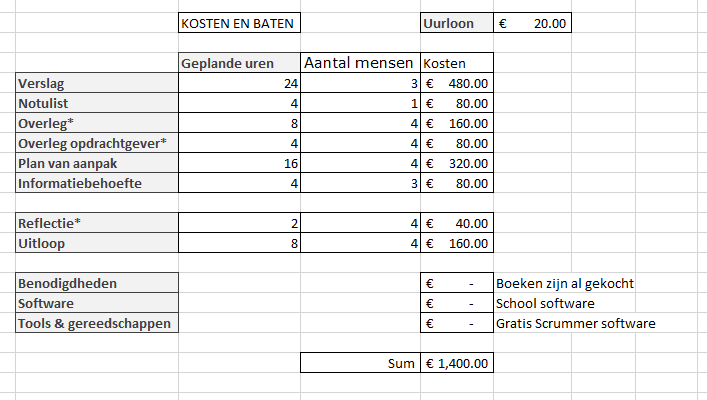 KOSTEN EN BATEN Uurloon € 20.00
Geplande uren Aantal mensen Kosten
Verslag 24 3 € 480.00
Notulist 4 1 € 80.00
Overleg* 8 4 € 160.00
Overleg opdrachtgever* 4 4 € 80.00
Plan van aanpak 16 4 € 320.00
Informatiebehoefte 4 3 € 80.00
Reflectie* 2 4 € 40.00
Uitloop 8 4 € 160.00
Benodigdheden € - Boeken zijn al gekocht
Software € - School software
Tools & gereedschappen € - Gratis Scrummer software
Sum € 1,400.00